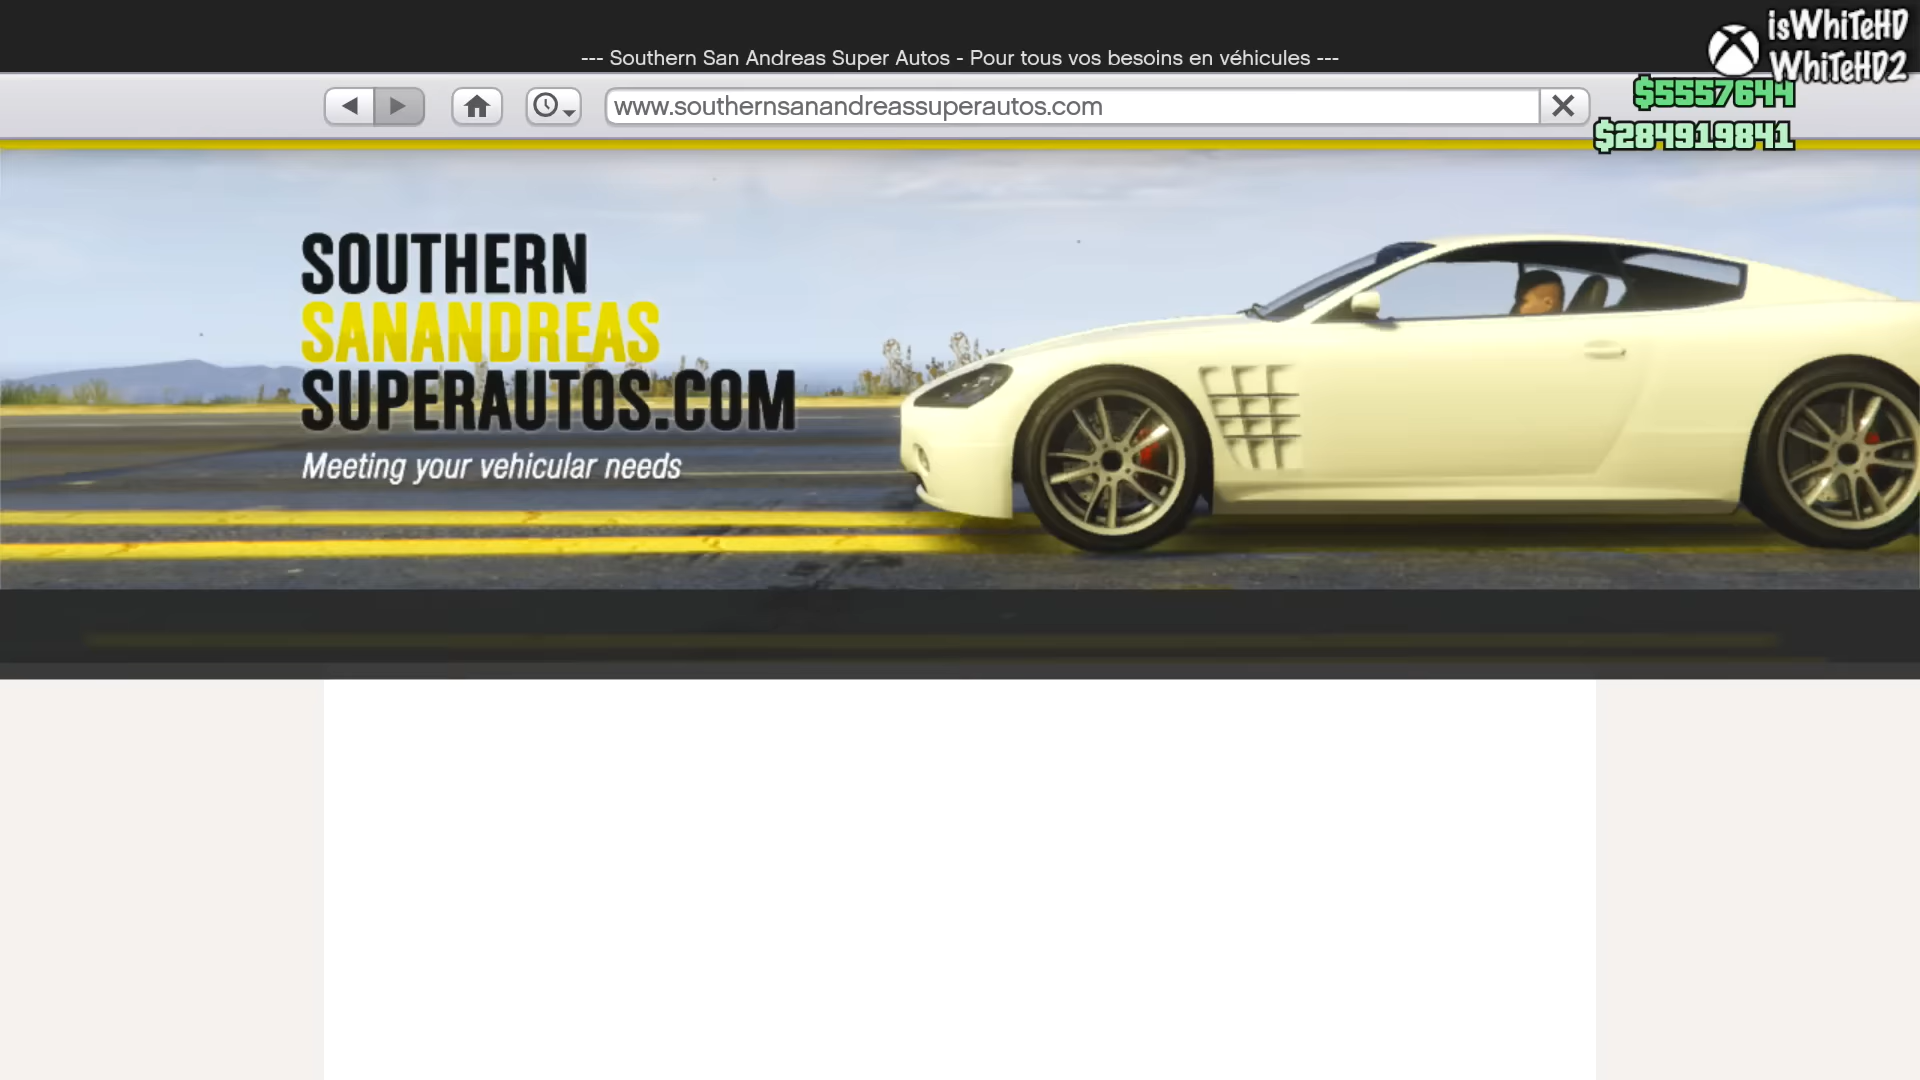 isWhiTeHD
WhiTeHD2
--- Southern San Andreas Super Autos - Pour tous vos besoins en véhicules ---
www.southernsanandreassuperautos.com
$5557644
$284919841
SOUTHERN
SANANDREAS
SUPERAUTOS.COM
Meeting your vehicular needs